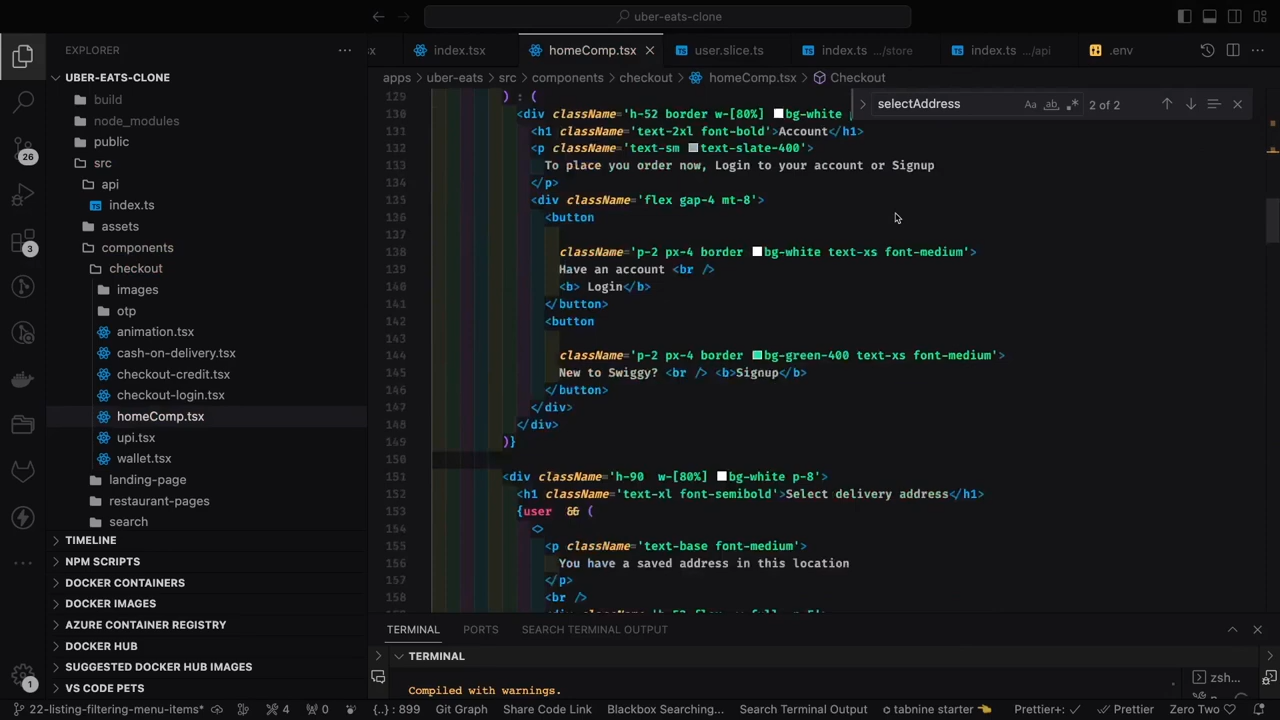 uber-eats-clone
EXPLORER
UBER-EATS-CLONE
build
node_modules
public
src
api
index.ts
assets
components
checkout
images
otp
animation.tsx
cash-on-delivery.tsx
checkout-credit.tsx
checkout-login.tsx
homeComp.tsx
upi.tsx
wallet.tsx
landing-page
restaurant-pages
search
TIMELINE
NPM SCRIPTS
DOCKER CONTAINERS
DOCKER IMAGES
AZURE CONTAINER REGISTRY
DOCKER HUB
SUGGESTED DOCKER HUB IMAGES
VS CODE PETS
26
3
1
sx index.tsx homeComp.tsx user.slice.ts index.ts .../store index.ts .../api .env
apps > uber-eats > src > components > checkout > homeComp.tsx > Checkout
selectAddress Aa ab 2 of 2
129 ) : (
130 <div className='h-52 border w-[80%] bg-white
131 <h1 className='text-2xl font-bold'>Account</h1>
132 <p className='text-sm text-slate-400'>
133 To place you order now, Login to your account or Signup
134 </p>
135 <div className='flex gap-4 mt-8'>
136 <button
137
138 className='p-2 px-4 border bg-white text-xs font-medium'>
139 Have an account <br />
140 <b> Login</b>
141 </button>
142 <button
143
144 className='p-2 px-4 border bg-green-400 text-xs font-medium'>
145 New to Swiggy? <br /> <b>Signup</b>
146 </button>
147 </div>
148 </div>
149 )}
150
151 <div className='h-90 w-[80%] bg-white p-8'>
152 <h1 className='text-xl font-semibold'>Select delivery address</h1>
153 {user && (
154 <>
155 <p className='text-base font-medium'>
156 You have a saved address in this location
157 </p>
158 <br />
TERMINAL PORTS SEARCH TERMINAL OUTPUT
TERMINAL
Compiled with warnings.
zsh...
22-listing-filtering-menu-items* 4 0 {..} : 899 Git Graph Share Code Link Blackbox Searching... Search Terminal Output tabnine starter Prettier+: Prettier Zero Two